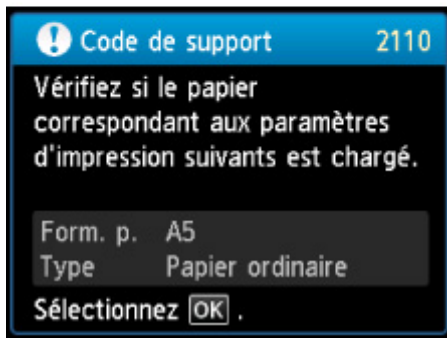 Code de support 2110
Vérifiez si le papier
correspondant aux paramètres
d'impression suivants est chargé.
Form. p. A5
Type Papier ordinaire
Sélectionnez OK .